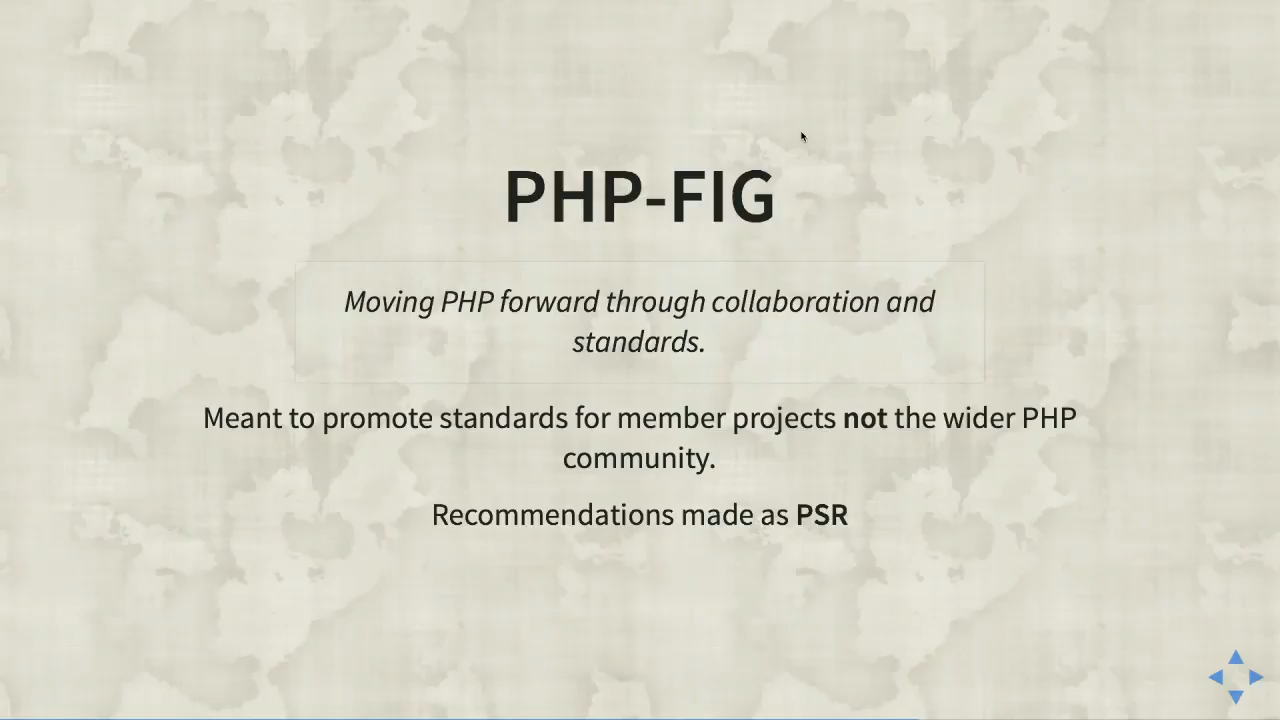 PHP-FIG
Moving PHP forward through collaboration and
standards.
Meant to promote standards for member projects not the wider PHP
community.
Recommendations made as PSR